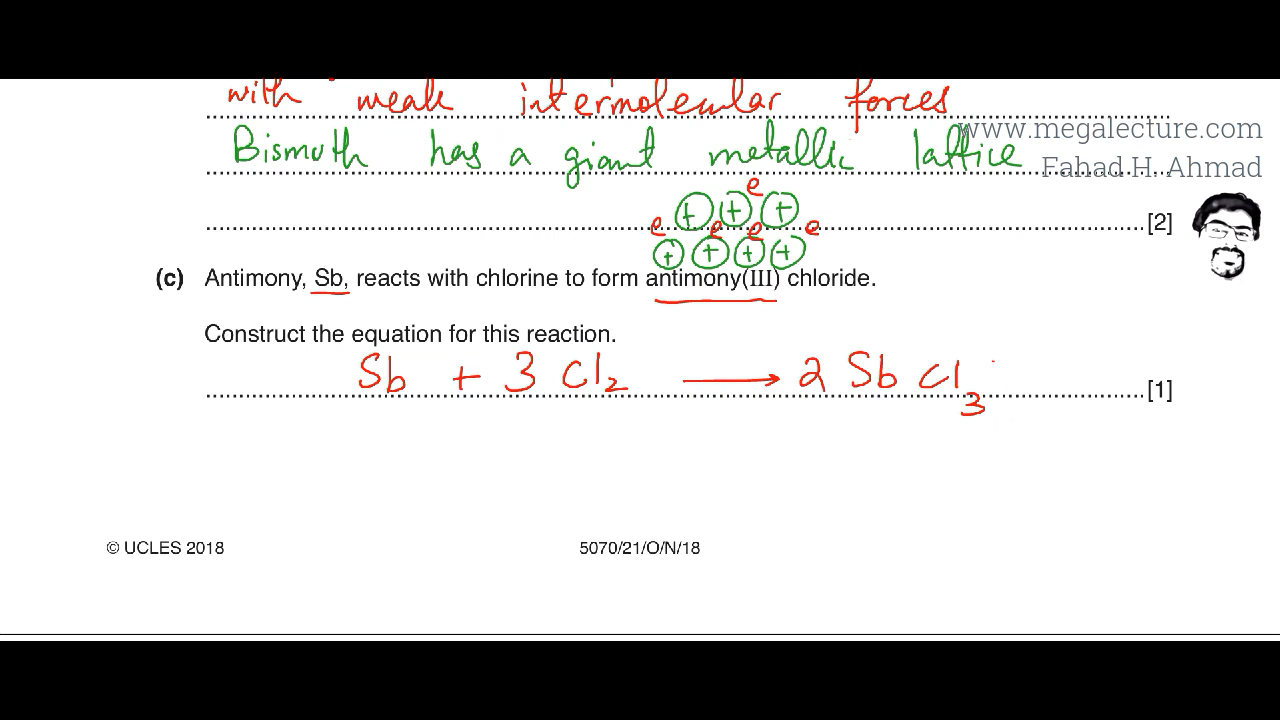 with weak intermolecular forces
www.megalecture.com
Bismuth has a giant metallic lattice
Fahad H. Ahmad
e
+ + +
[2]
e e e e
+ + + +
(c) Antimony, Sb, reacts with chlorine to form antimony(III) chloride.
Construct the equation for this reaction.
Sb + 3 Cl₂ → 2 SbCl₃
[1]
© UCLES 2018 5070/21/O/N/18